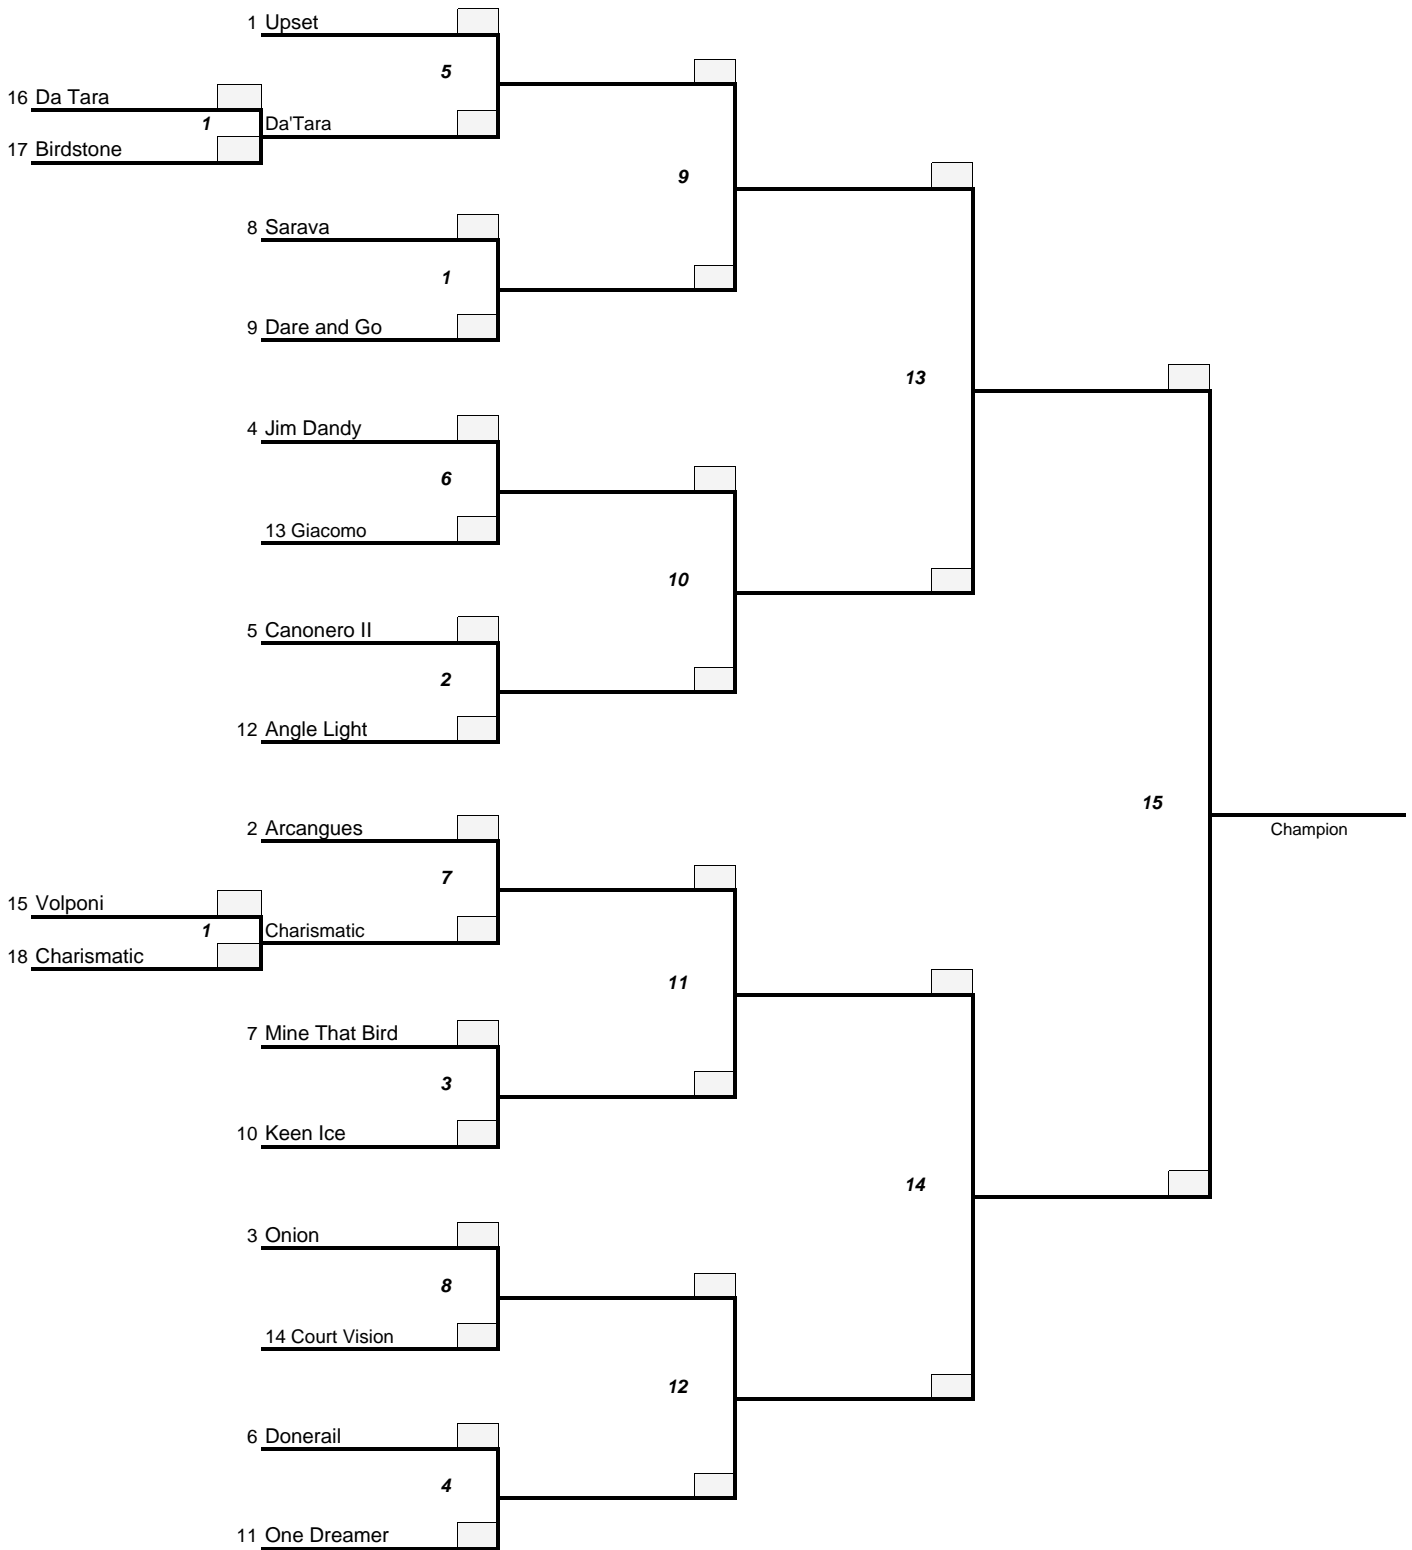 1 Upset
5
16 Da Tara
1
Da'Tara
17 Birdstone
9
8 Sarava
1
9 Dare and Go
13
4 Jim Dandy
6
13 Giacomo
10
5 Canonero II
2
12 Angle Light
15
Champion
2 Arcangues
7
15 Volponi
1
Charismatic
18 Charismatic
11
7 Mine That Bird
3
10 Keen Ice
14
3 Onion
8
14 Court Vision
12
6 Donerail
4
11 One Dreamer